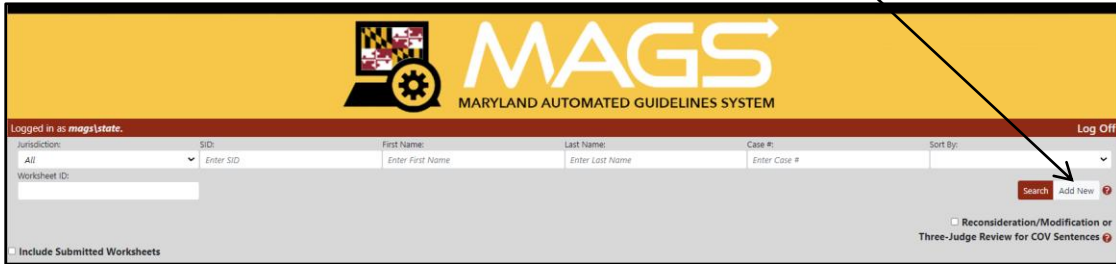 MAGS
MARYLAND AUTOMATED GUIDELINES SYSTEM
Logged in as mags\state. Log Off
Jurisdiction: SID: First Name: Last Name: Case #: Sort By:
All Enter SID Enter First Name Enter Last Name Enter Case #
Worksheet ID:
Search Add New ?
Reconsideration/Modification or
Three-Judge Review for COV Sentences ?
Include Submitted Worksheets